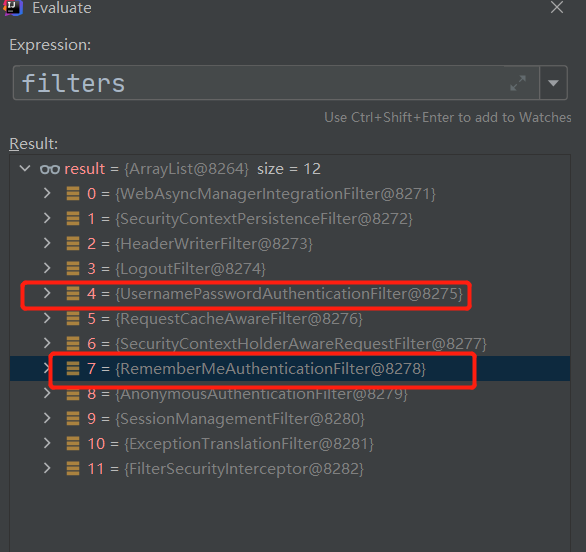 Evaluate
Expression:
filters
Use Ctrl+Shift+Enter to add to Watches
Result:
result = {ArrayList@8264} size = 12
0 = {WebAsyncManagerIntegrationFilter@8271}
1 = {SecurityContextPersistenceFilter@8272}
2 = {HeaderWriterFilter@8273}
3 = {LogoutFilter@8274}
4 = {UsernamePasswordAuthenticationFilter@8275}
5 = {RequestCacheAwareFilter@8276}
6 = {SecurityContextHolderAwareRequestFilter@8277}
7 = {RememberMeAuthenticationFilter@8278}
8 = {AnonymousAuthenticationFilter@8279}
9 = {SessionManagementFilter@8280}
10 = {ExceptionTranslationFilter@8281}
11 = {FilterSecurityInterceptor@8282}